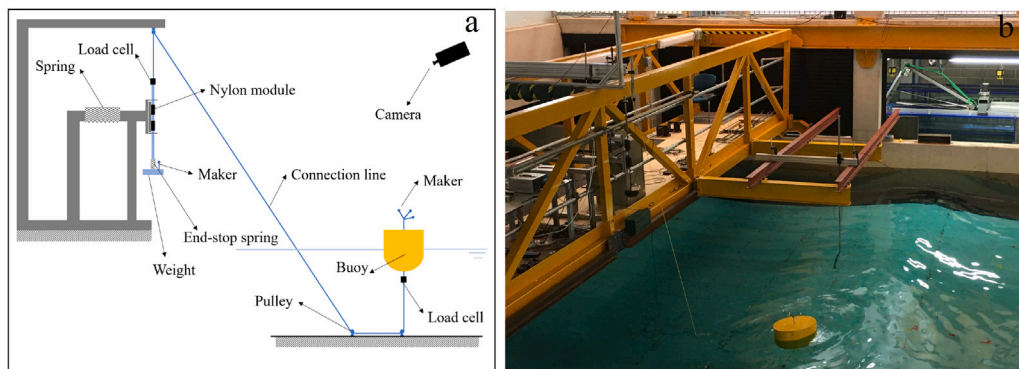 a
b
Load cell
Spring
Nylon module
Camera
Maker
Connection line
Maker
End-stop spring
Weight
Buoy
Pulley
Load cell